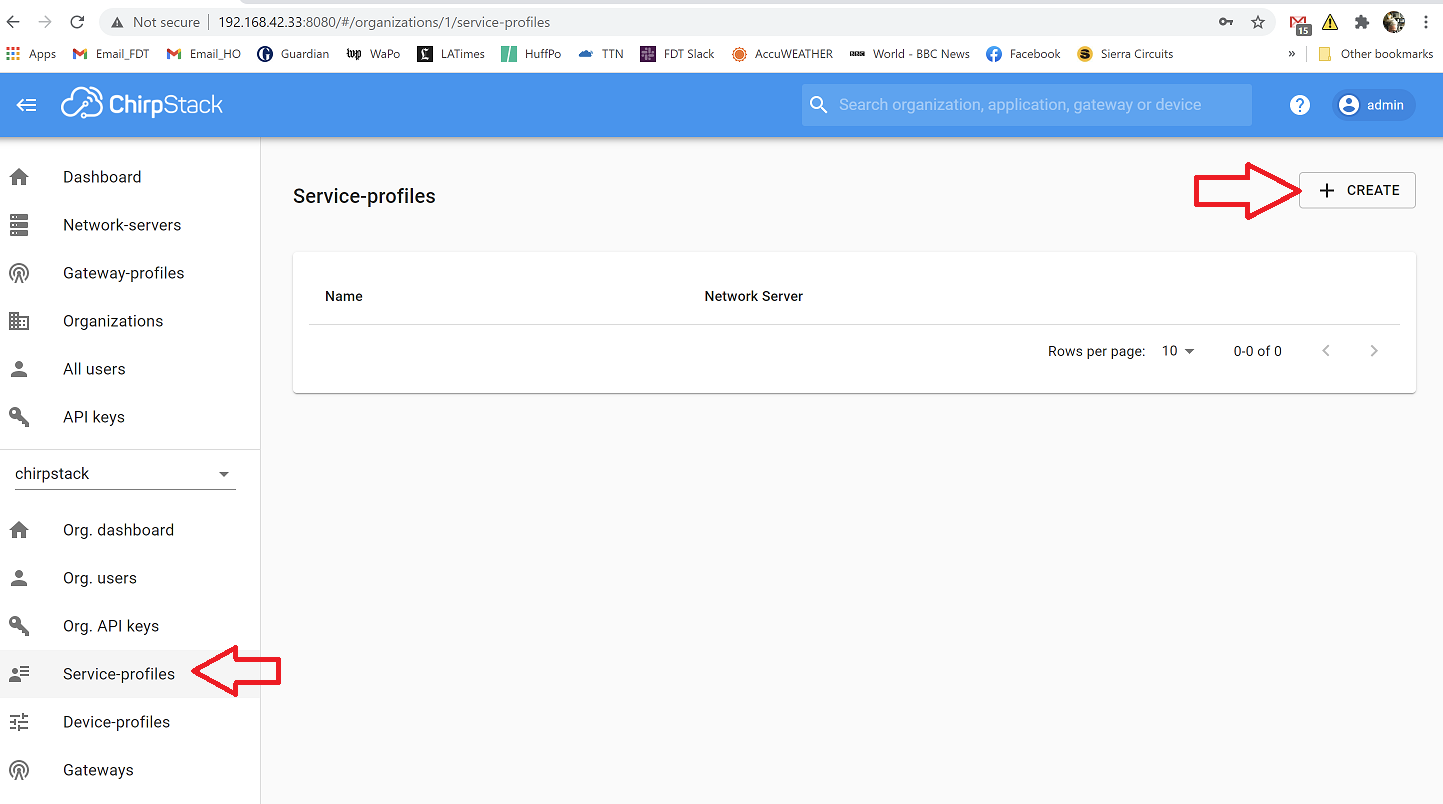 Not secure | 192.168.42.33:8080/#/organizations/1/service-profiles
15
Apps Email_FDT Email_HO Guardian wp WaPo L LATimes HuffPo TTN FDT Slack AccuWEATHER BBC World - BBC News Facebook S Sierra Circuits » Other bookmarks
ChirpStack Search organization, application, gateway or device ? admin
Dashboard
Service-profiles + CREATE
Network-servers
Gateway-profiles
Name Network Server
Organizations
Rows per page: 10 0-0 of 0
All users
API keys
chirpstack
Org. dashboard
Org. users
Org. API keys
Service-profiles
Device-profiles
Gateways